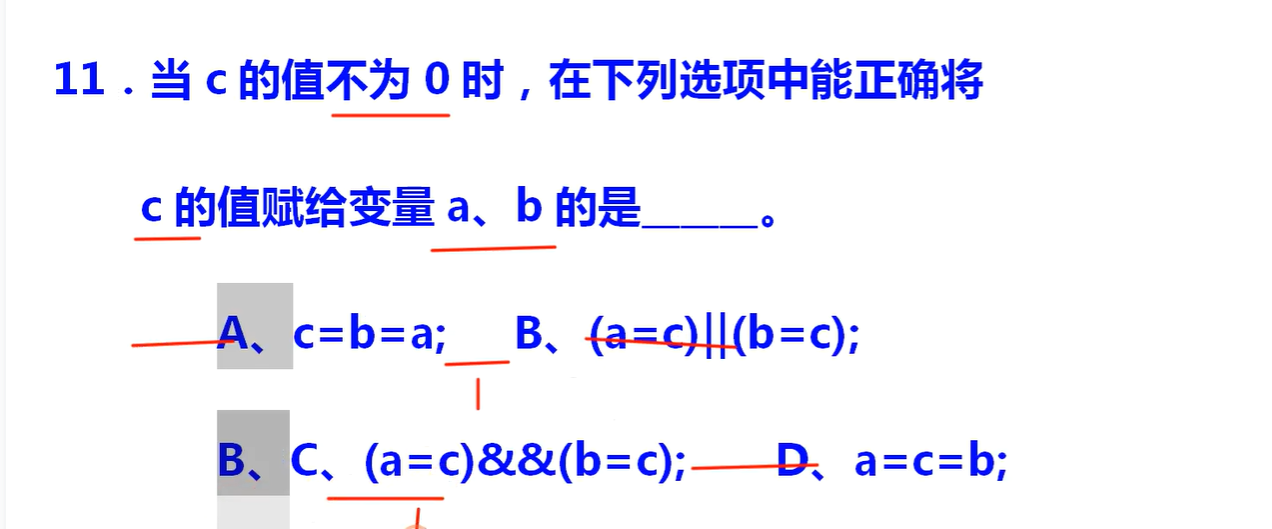 11．当 c 的值不为 0 时，在下列选项中能正确将
c 的值赋给变量 a、b 的是______。
A、c=b=a; B、(a=c)||(b=c);
B、C、(a=c)&&(b=c); D、a=c=b;